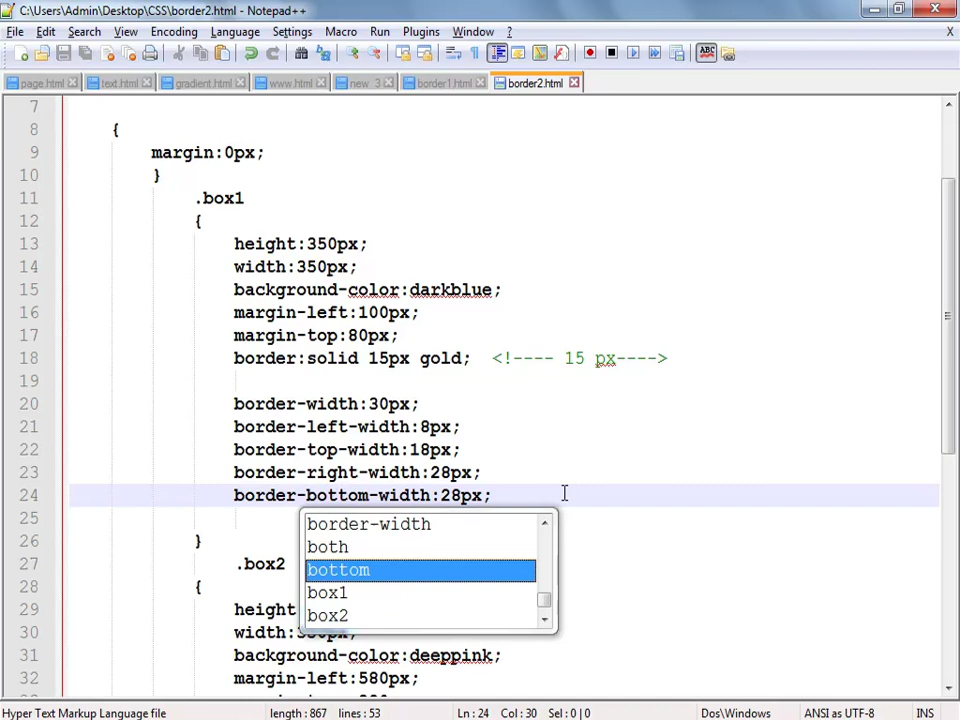 C:\Users\Admin\Desktop\CSS\border2.html - Notepad++
File Edit Search View Encoding Language Settings Macro Run Plugins Window ? X
page.html text.html gradient.html www.html new 3 border1.html border2.html
7
8 {
9 margin:0px;
10 }
11 .box1
12 {
13 height:350px;
14 width:350px;
15 background-color:darkblue;
16 margin-left:100px;
17 margin-top:80px;
18 border:solid 15px gold; <!---- 15 px---->
19
20 border-width:30px;
21 border-left-width:8px;
22 border-top-width:18px;
23 border-right-width:28px;
24 border-bottom-width:28px;
25
border-width
26 }
both
27 .box2
bottom
28 {
box1
29 height
box2
30 width:
31 background-color:deeppink;
32 margin-left:580px;
Hyper Text Markup Language file length : 867 lines : 53 Ln : 24 Col : 30 Sel : 0 | 0 Dos\Windows ANSI as UTF-8 INS